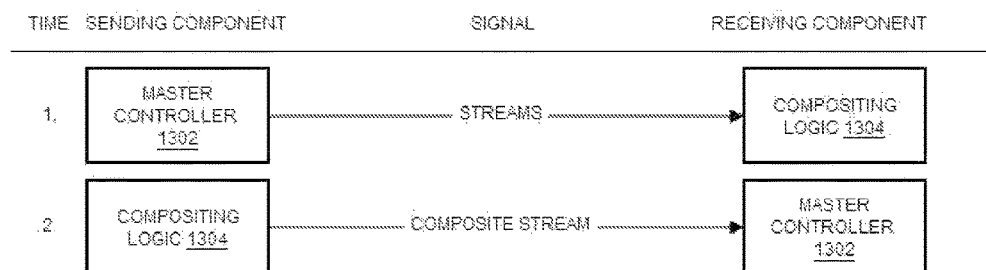 TIME SENDING COMPONENT SIGNAL RECEIVING COMPONENT
1. MASTER CONTROLLER 1302 STREAMS COMPOSITING LOGIC 1304
2. COMPOSITING LOGIC 1304 COMPOSITE STREAM MASTER CONTROLLER 1302